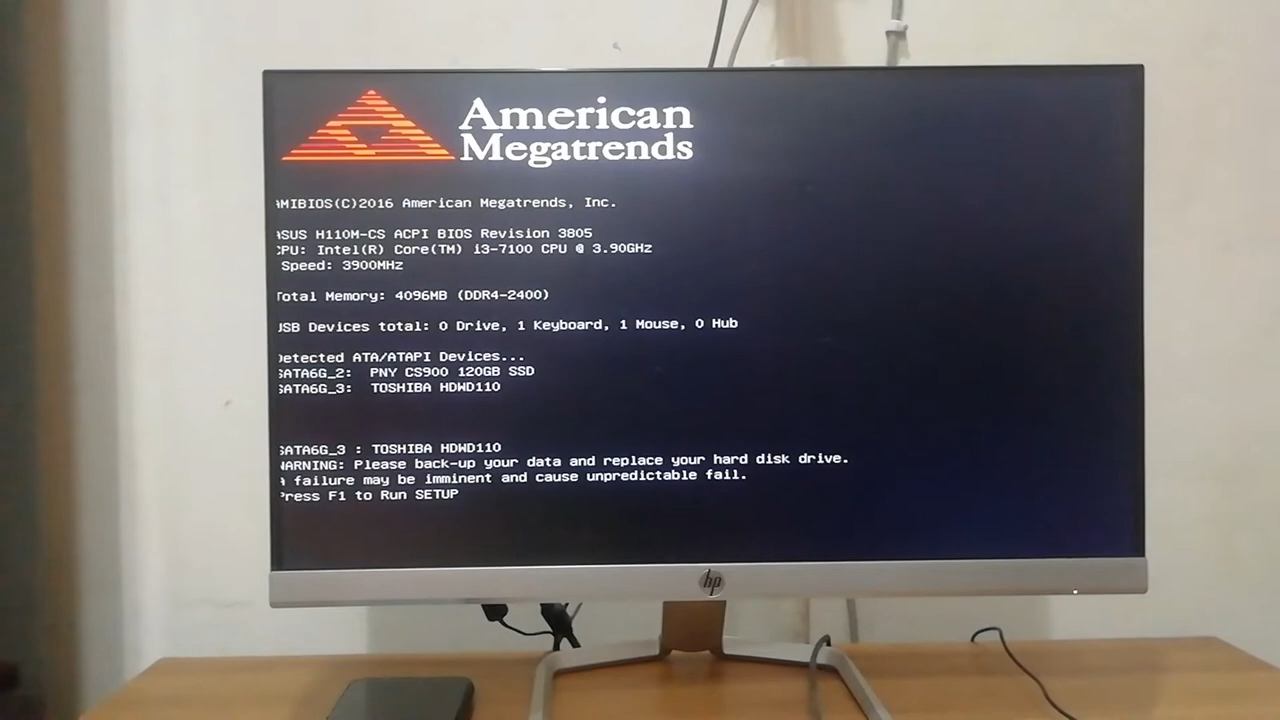 American
Megatrends
AMIBIOS(C)2016 American Megatrends, Inc.
ASUS H110M-CS ACPI BIOS Revision 3805
CPU: Intel(R) Core(TM) i3-7100 CPU @ 3.90GHz
Speed: 3900MHz
Total Memory: 4096MB (DDR4-2400)
USB Devices total: 0 Drive, 1 Keyboard, 1 Mouse, 0 Hub
Detected ATA/ATAPI Devices...
SATA6G_2: PNY CS900 120GB SSD
SATA6G_3: TOSHIBA HDWD110
SATA6G_3 : TOSHIBA HDWD110
WARNING: Please back-up your data and replace your hard disk drive.
A failure may be imminent and cause unpredictable fail.
Press F1 to Run SETUP
hp